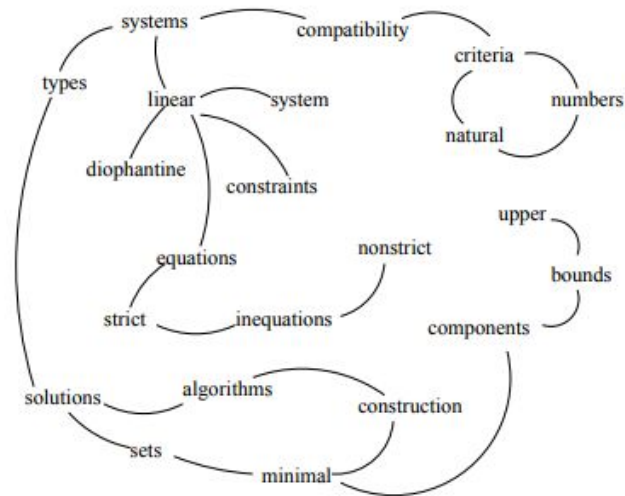 systems
compatibility
criteria
types
linear
system
numbers
natural
diophantine
constraints
upper
equations
nonstrict
bounds
strict
inequations
components
solutions
algorithms
construction
sets
minimal